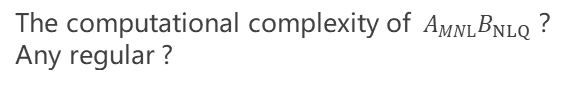 The computational complexity of A_{MNL}B_{NLQ} ?
Any regular ?